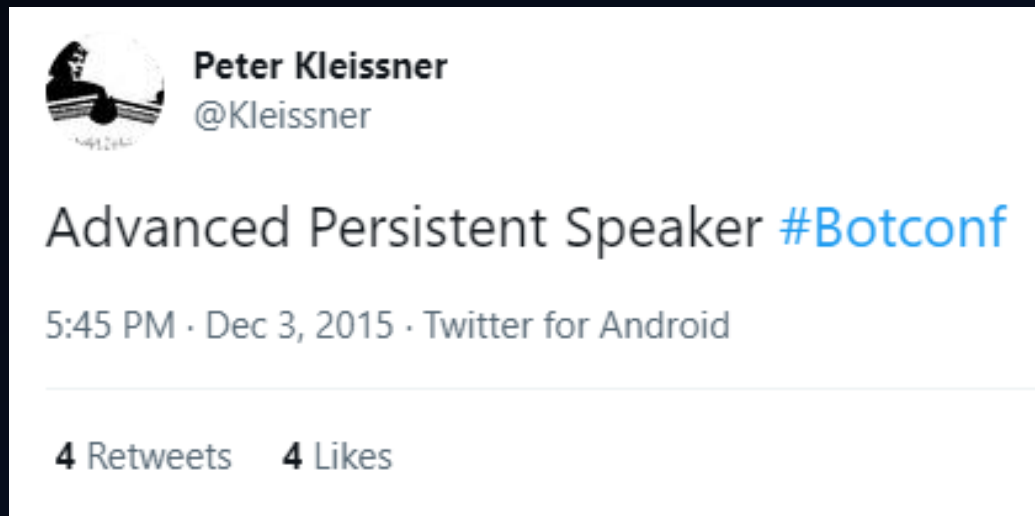 Peter Kleissner
@Kleissner
Advanced Persistent Speaker #Botconf
5:45 PM · Dec 3, 2015 · Twitter for Android
4 Retweets 4 Likes